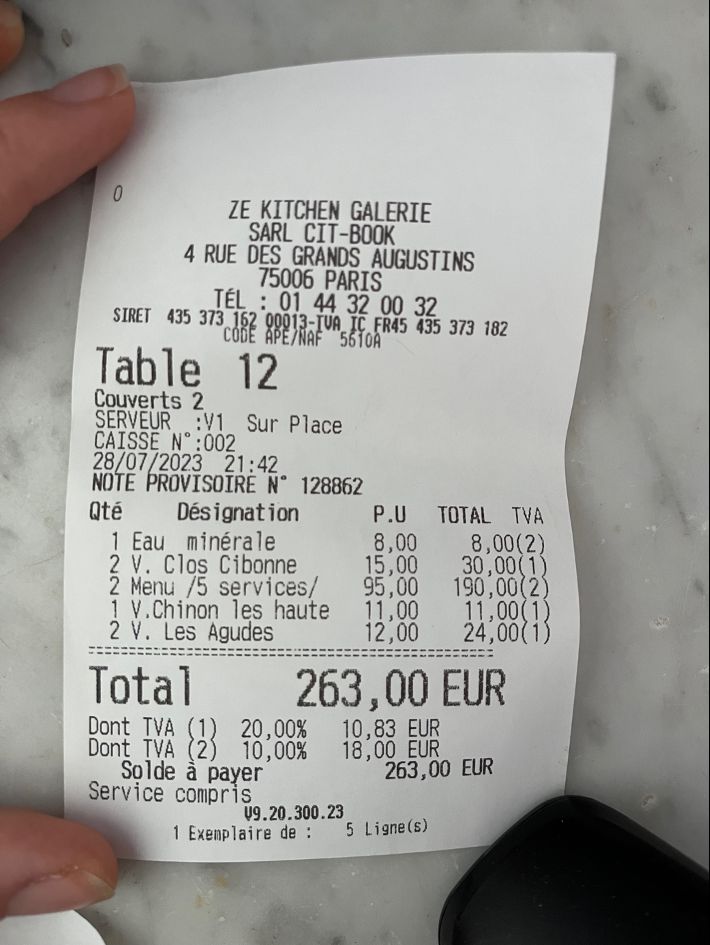 0
ZE KITCHEN GALERIE
SARL CIT-BOOK
4 RUE DES GRANDS AUGUSTINS
75006 PARIS
TÉL : 01 44 32 00 32
SIRET 435 373 162 00013-TVA IC FR45 435 373 182
CODE APE/NAF 5610A
Table 12
Couverts 2
SERVEUR :V1 Sur Place
CAISSE N°:002
28/07/2023 21:42
NOTE PROVISOIRE N° 128862
Qté Désignation P.U TOTAL TVA
1 Eau minérale 8,00 8,00(2)
2 V. Clos Cibonne 15,00 30,00(1)
2 Menu /5 services/ 95,00 190,00(2)
1 V.Chinon les haute 11,00 11,00(1)
2 V. Les Agudes 12,00 24,00(1)
Total 263,00 EUR
Dont TVA (1) 20,00% 10,83 EUR
Dont TVA (2) 10,00% 18,00 EUR
Solde à payer 263,00 EUR
Service compris
V9.20.300.23
1 Exemplaire de : 5 Ligne(s)